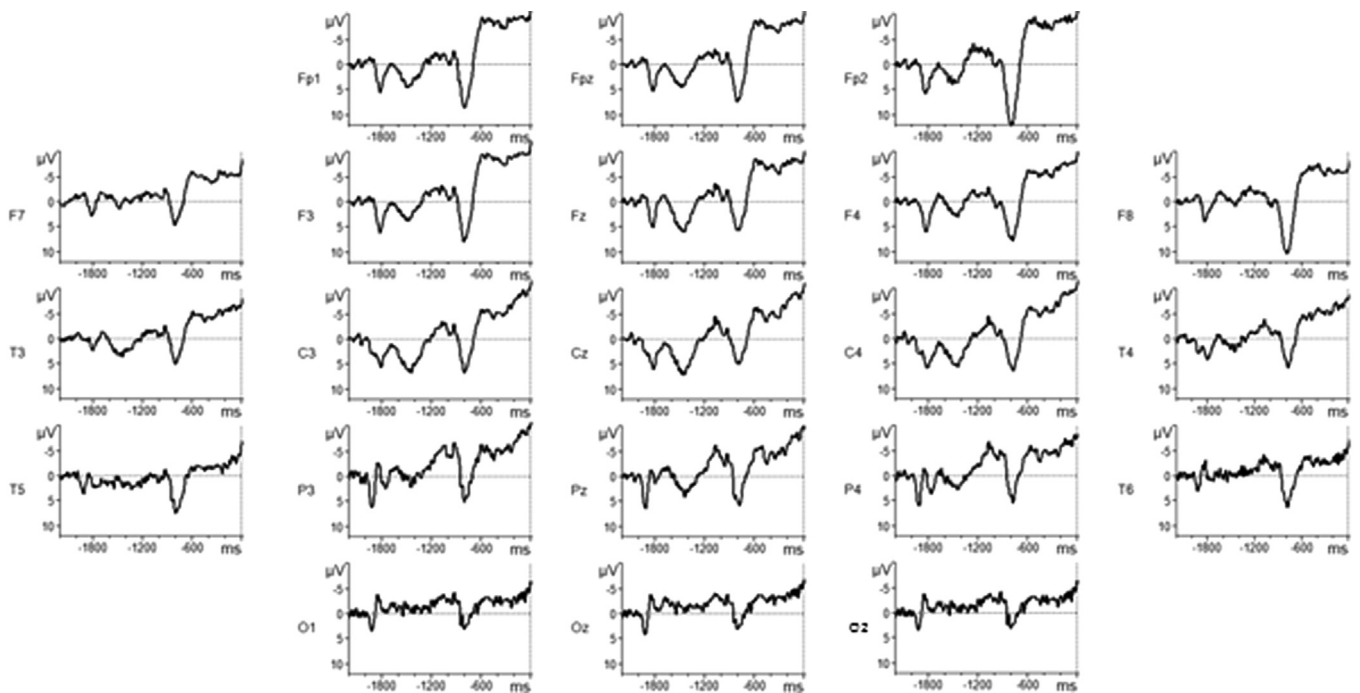 µV µV µV
-5 -5 -5
0 0 0
Fp1 Fpz Fp2
5 5 5
10 10 10
-1800 -1200 -600 ms -1800 -1200 -600 ms -1800 -1200 -600 ms
µV µV µV µV µV
-5 -5 -5 -5 -5
0 0 0 0 0
F7 F3 Fz F4 F8
5 5 5 5 5
10 10 10 10 10
-1800 -1200 -600 ms -1800 -1200 -600 ms -1800 -1200 -600 ms -1800 -1200 -600 ms -1800 -1200 -600 ms
µV µV µV µV µV
-5 -5 -5 -5 -5
0 0 0 0 0
T3 C3 Cz C4 T4
5 5 5 5 5
10 10 10 10 10
-1800 -1200 -600 ms -1800 -1200 -600 ms -1800 -1200 -600 ms -1800 -1200 -600 ms -1800 -1200 -600 ms
µV µV µV µV µV
-5 -5 -5 -5 -5
0 0 0 0 0
T5 P3 Pz P4 T6
5 5 5 5 5
10 10 10 10 10
-1800 -1200 -600 ms -1800 -1200 -600 ms -1800 -1200 -600 ms -1800 -1200 -600 ms -1800 -1200 -600 ms
µV µV µV
-5 -5 -5
0 0 0
O1 Oz O2
5 5 5
10 10 10
-1800 -1200 -600 ms -1800 -1200 -600 ms -1800 -1200 -600 ms